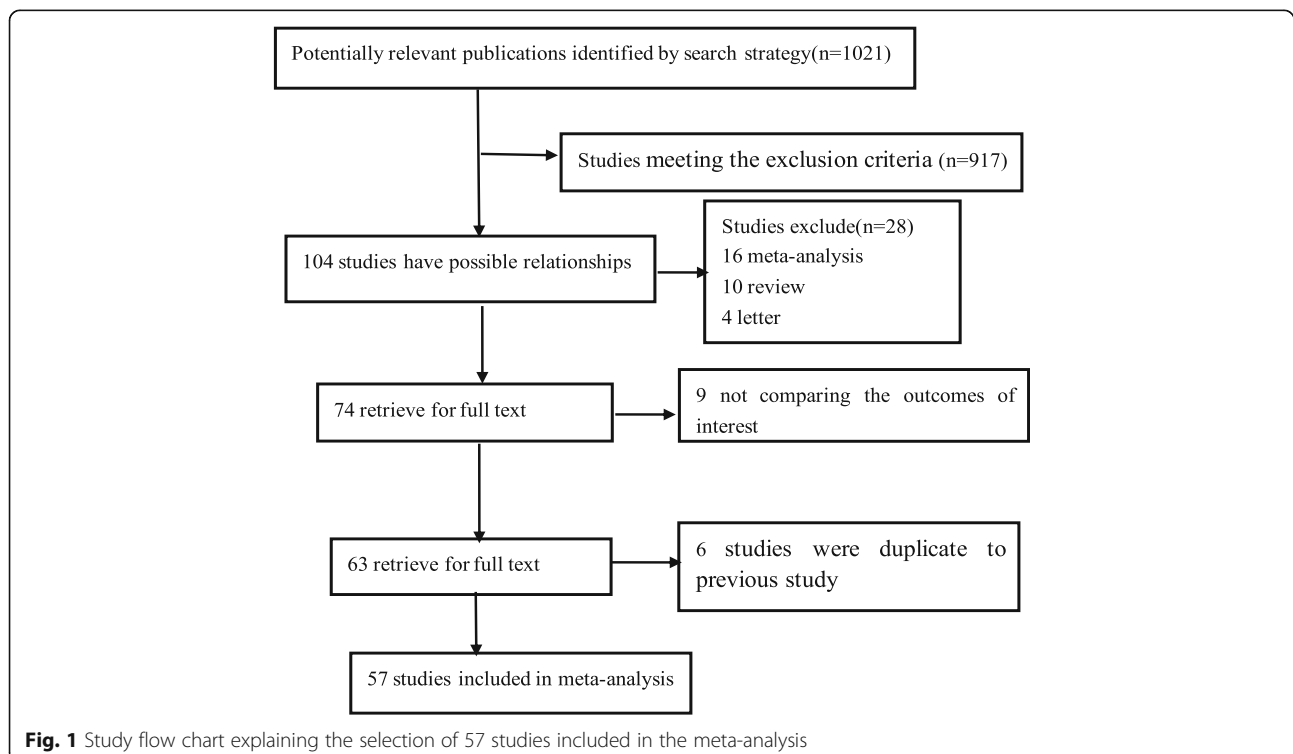 Potentially relevant publications identified by search strategy(n=1021)
Studies meeting the exclusion criteria (n=917)
104 studies have possible relationships
Studies exclude(n=28)
16 meta-analysis
10 review
4 letter
74 retrieve for full text
9 not comparing the outcomes of
interest
63 retrieve for full text
6 studies were duplicate to
previous study
57 studies included in meta-analysis
Fig. 1 Study flow chart explaining the selection of 57 studies included in the meta-analysis